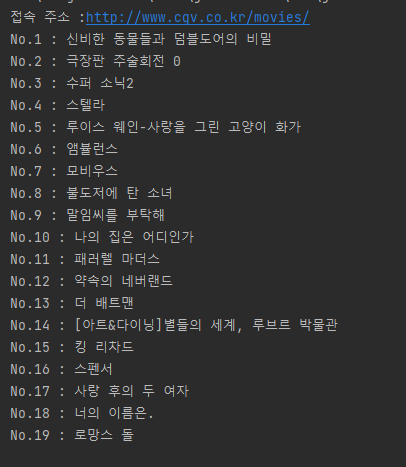 접속 주소 :http://www.cgv.co.kr/movies/
No.1 : 신비한 동물들과 덤블도어의 비밀
No.2 : 극장판 주술회전 0
No.3 : 수퍼 소닉2
No.4 : 스텔라
No.5 : 루이스 웨인-사랑을 그린 고양이 화가
No.6 : 앰뷸런스
No.7 : 모비우스
No.8 : 불도저에 탄 소녀
No.9 : 말임씨를 부탁해
No.10 : 나의 집은 어디인가
No.11 : 패러렐 마더스
No.12 : 약속의 네버랜드
No.13 : 더 배트맨
No.14 : [아트&다이닝]별들의 세계, 루브르 박물관
No.15 : 킹 리차드
No.16 : 스펜서
No.17 : 사랑 후의 두 여자
No.18 : 너의 이름은.
No.19 : 로망스 돌